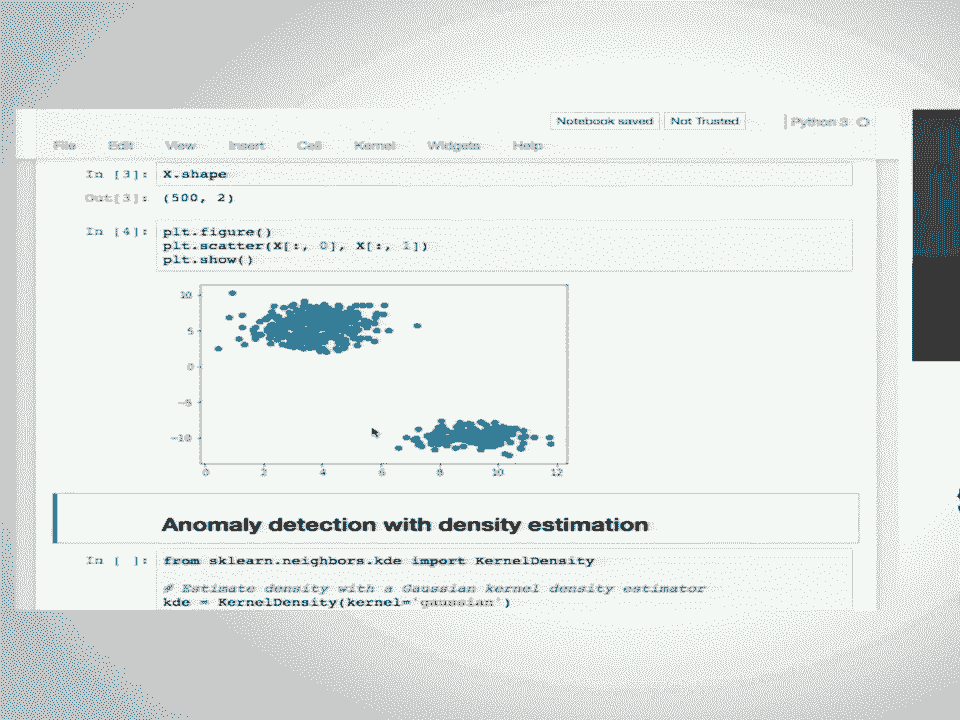 Notebook saved Not Trusted Python 3
File Edit View Insert Cell Kernel Widgets Help
In [3]: X.shape
Out[3]: (500, 2)
In [4]: plt.figure()
plt.scatter(X[:, 0], X[:, 1])
plt.show()
10
5
0
-5
-10
0 2 4 6 8 10 12
Anomaly detection with density estimation
In [ ]: from sklearn.neighbors.kde import KernelDensity
# Estimate density with a Gaussian kernel density estimator
kde = KernelDensity(kernel='gaussian')